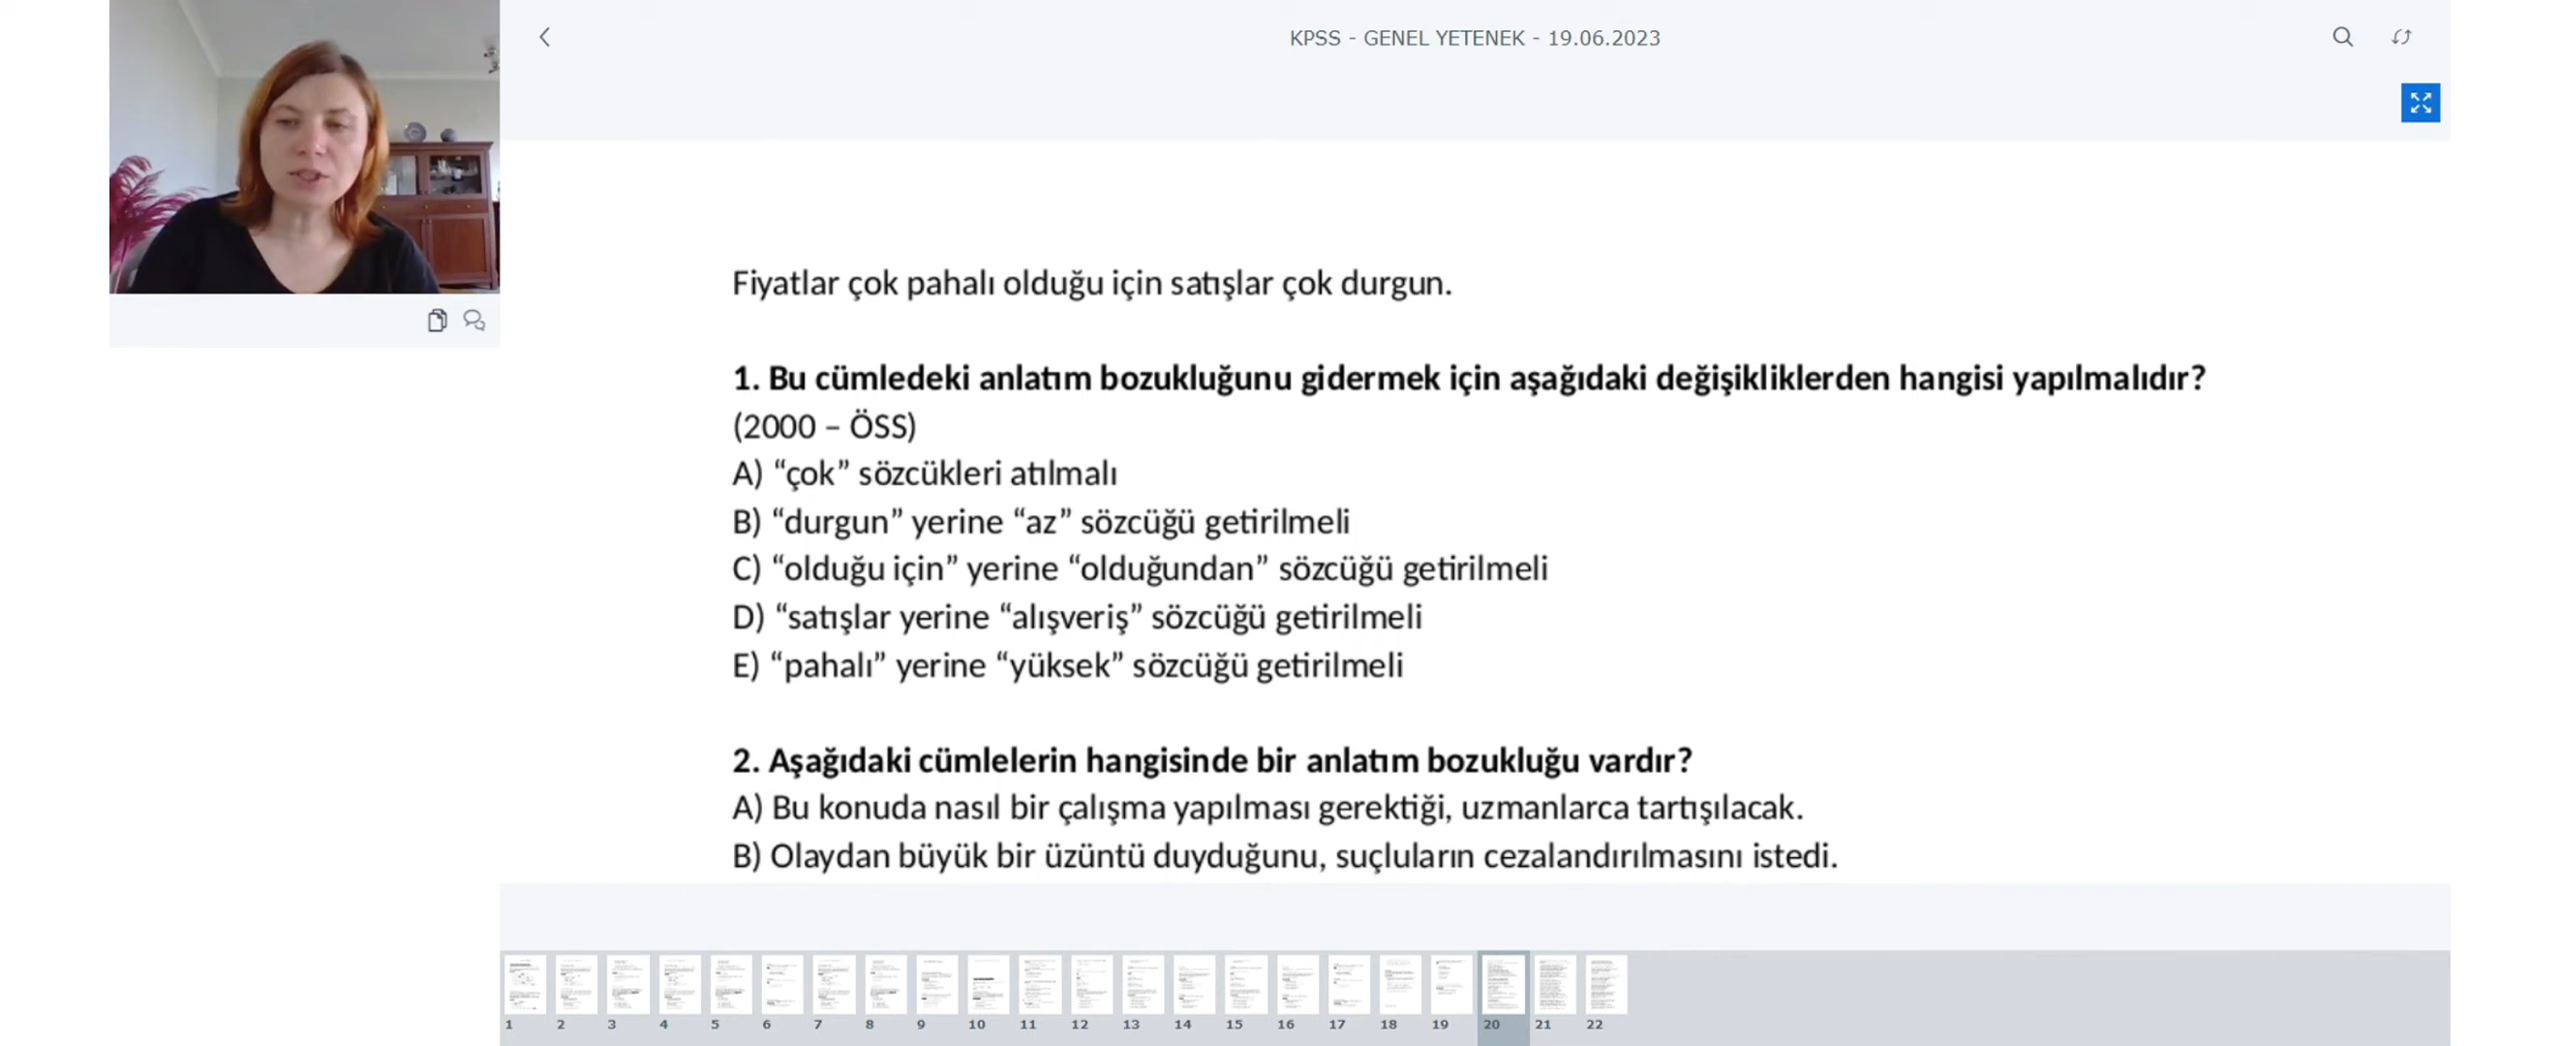 KPSS - GENEL YETENEK - 19.06.2023
Fiyatlar çok pahalı olduğu için satışlar çok durgun.
1. Bu cümledeki anlatım bozukluğunu gidermek için aşağıdaki değişikliklerden hangisi yapılmalıdır?
(2000 – ÖSS)
A) “çok” sözcükleri atılmalı
B) “durgun” yerine “az” sözcüğü getirilmeli
C) “olduğu için” yerine “olduğundan” sözcüğü getirilmeli
D) “satışlar yerine “alışveriş” sözcüğü getirilmeli
E) “pahalı” yerine “yüksek” sözcüğü getirilmeli
2. Aşağıdaki cümlelerin hangisinde bir anlatım bozukluğu vardır?
A) Bu konuda nasıl bir çalışma yapılması gerektiği, uzmanlarca tartışılacak.
B) Olaydan büyük bir üzüntü duyduğunu, suçluların cezalandırılmasını istedi.
1 2 3 4 5 6 7 8 9 10 11 12 13 14 15 16 17 18 19 20 21 22